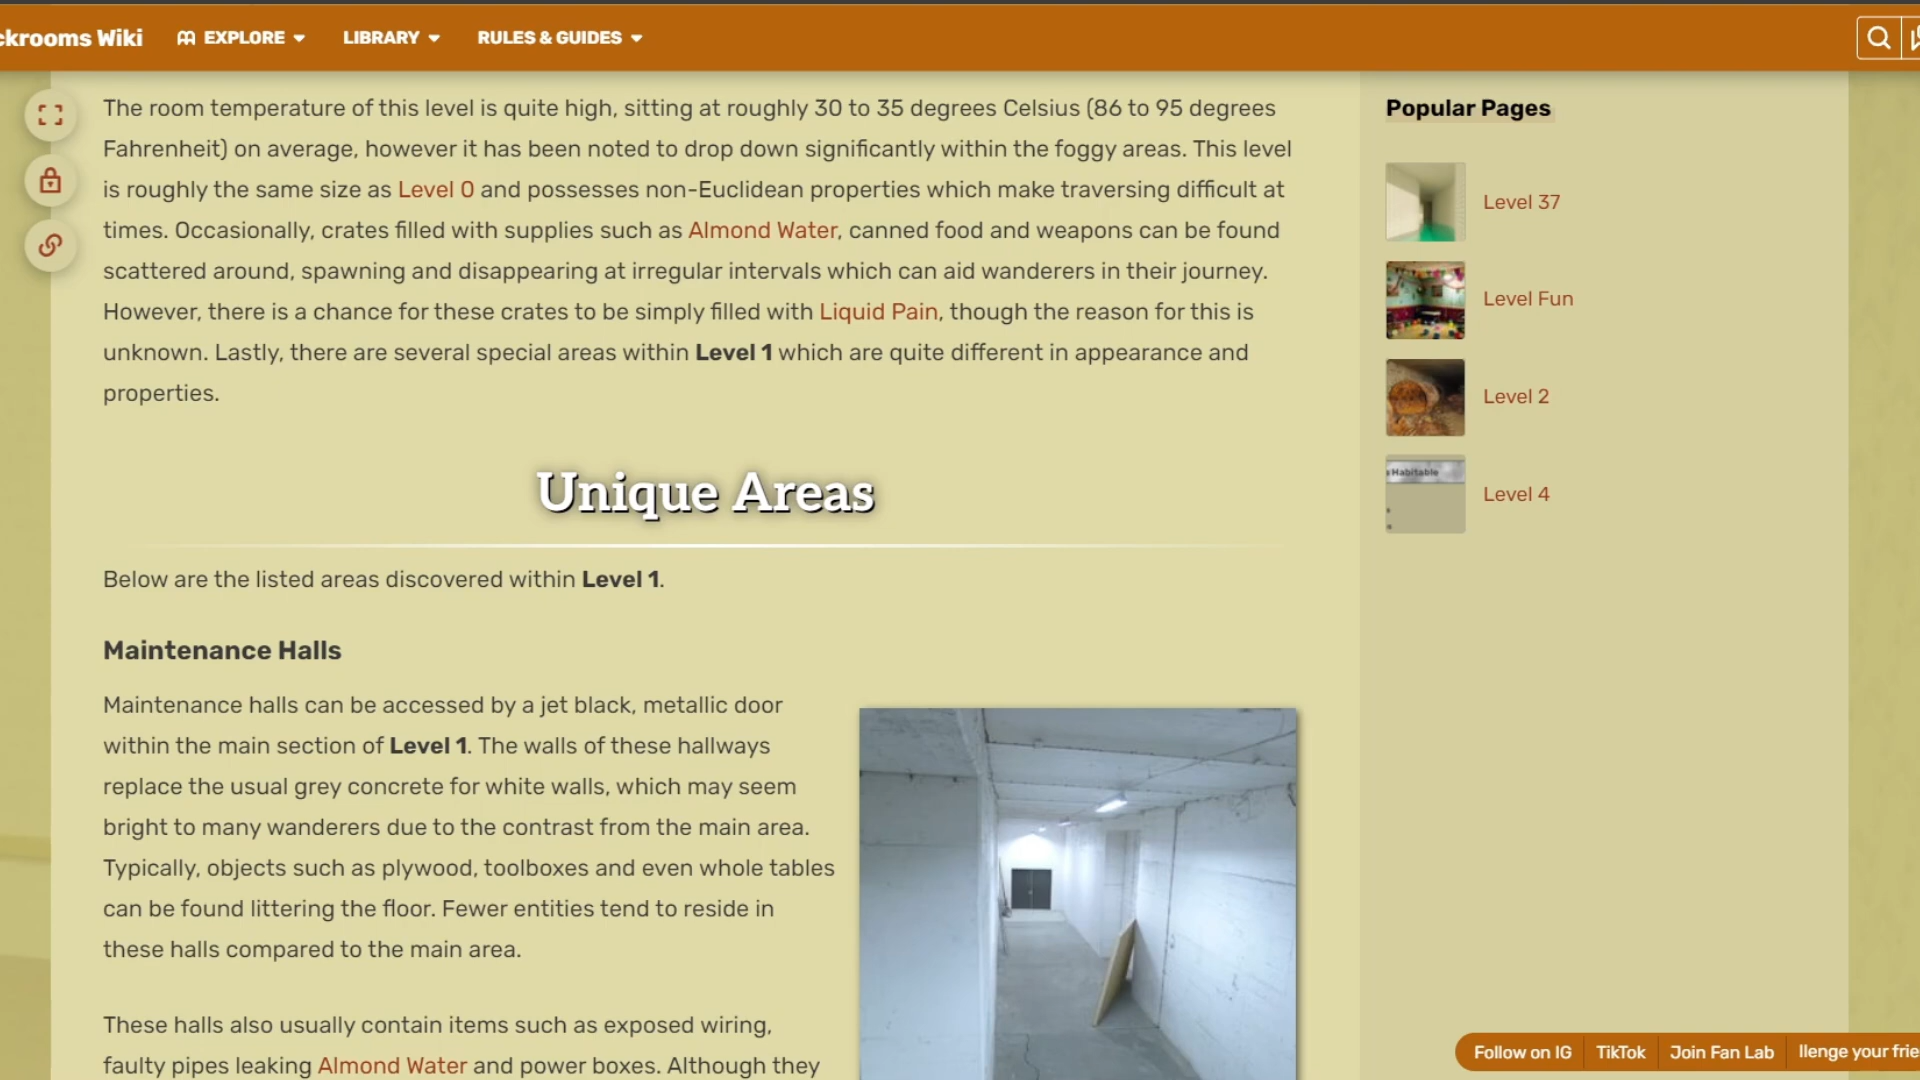 ckrooms Wiki EXPLORE LIBRARY RULES & GUIDES
The room temperature of this level is quite high, sitting at roughly 30 to 35 degrees Celsius (86 to 95 degrees
Fahrenheit) on average, however it has been noted to drop down significantly within the foggy areas. This level
is roughly the same size as Level 0 and possesses non-Euclidean properties which make traversing difficult at
times. Occasionally, crates filled with supplies such as Almond Water, canned food and weapons can be found
scattered around, spawning and disappearing at irregular intervals which can aid wanderers in their journey.
However, there is a chance for these crates to be simply filled with Liquid Pain, though the reason for this is
unknown. Lastly, there are several special areas within Level 1 which are quite different in appearance and
properties.
Unique Areas
Below are the listed areas discovered within Level 1.
Maintenance Halls
Maintenance halls can be accessed by a jet black, metallic door
within the main section of Level 1. The walls of these hallways
replace the usual grey concrete for white walls, which may seem
bright to many wanderers due to the contrast from the main area.
Typically, objects such as plywood, toolboxes and even whole tables
can be found littering the floor. Fewer entities tend to reside in
these halls compared to the main area.
These halls also usually contain items such as exposed wiring,
faulty pipes leaking Almond Water and power boxes. Although they
Popular Pages
Level 37
Level Fun
Level 2
Habitable
Level 4
Follow on IG TikTok Join Fan Lab llenge your frie